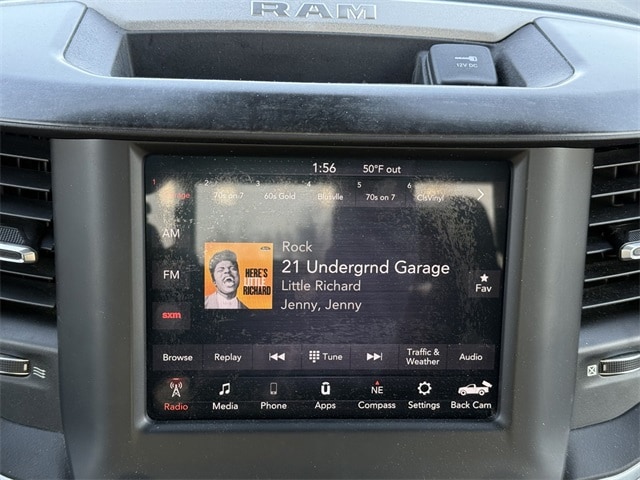 RAM
12V DC
1:56 50°F out
1 2 3 4 5 6
70s on 7 60s Gold 70s on 7 ClsVinyl
AM
FM
sxm
HERE'S
LITTLE
RICHARD
Rock
21 Undergrnd Garage
Little Richard
Jenny, Jenny
Fav
Browse Replay Tune Traffic & Weather Audio
NE
Radio Media Phone Apps Compass Settings Back Cam